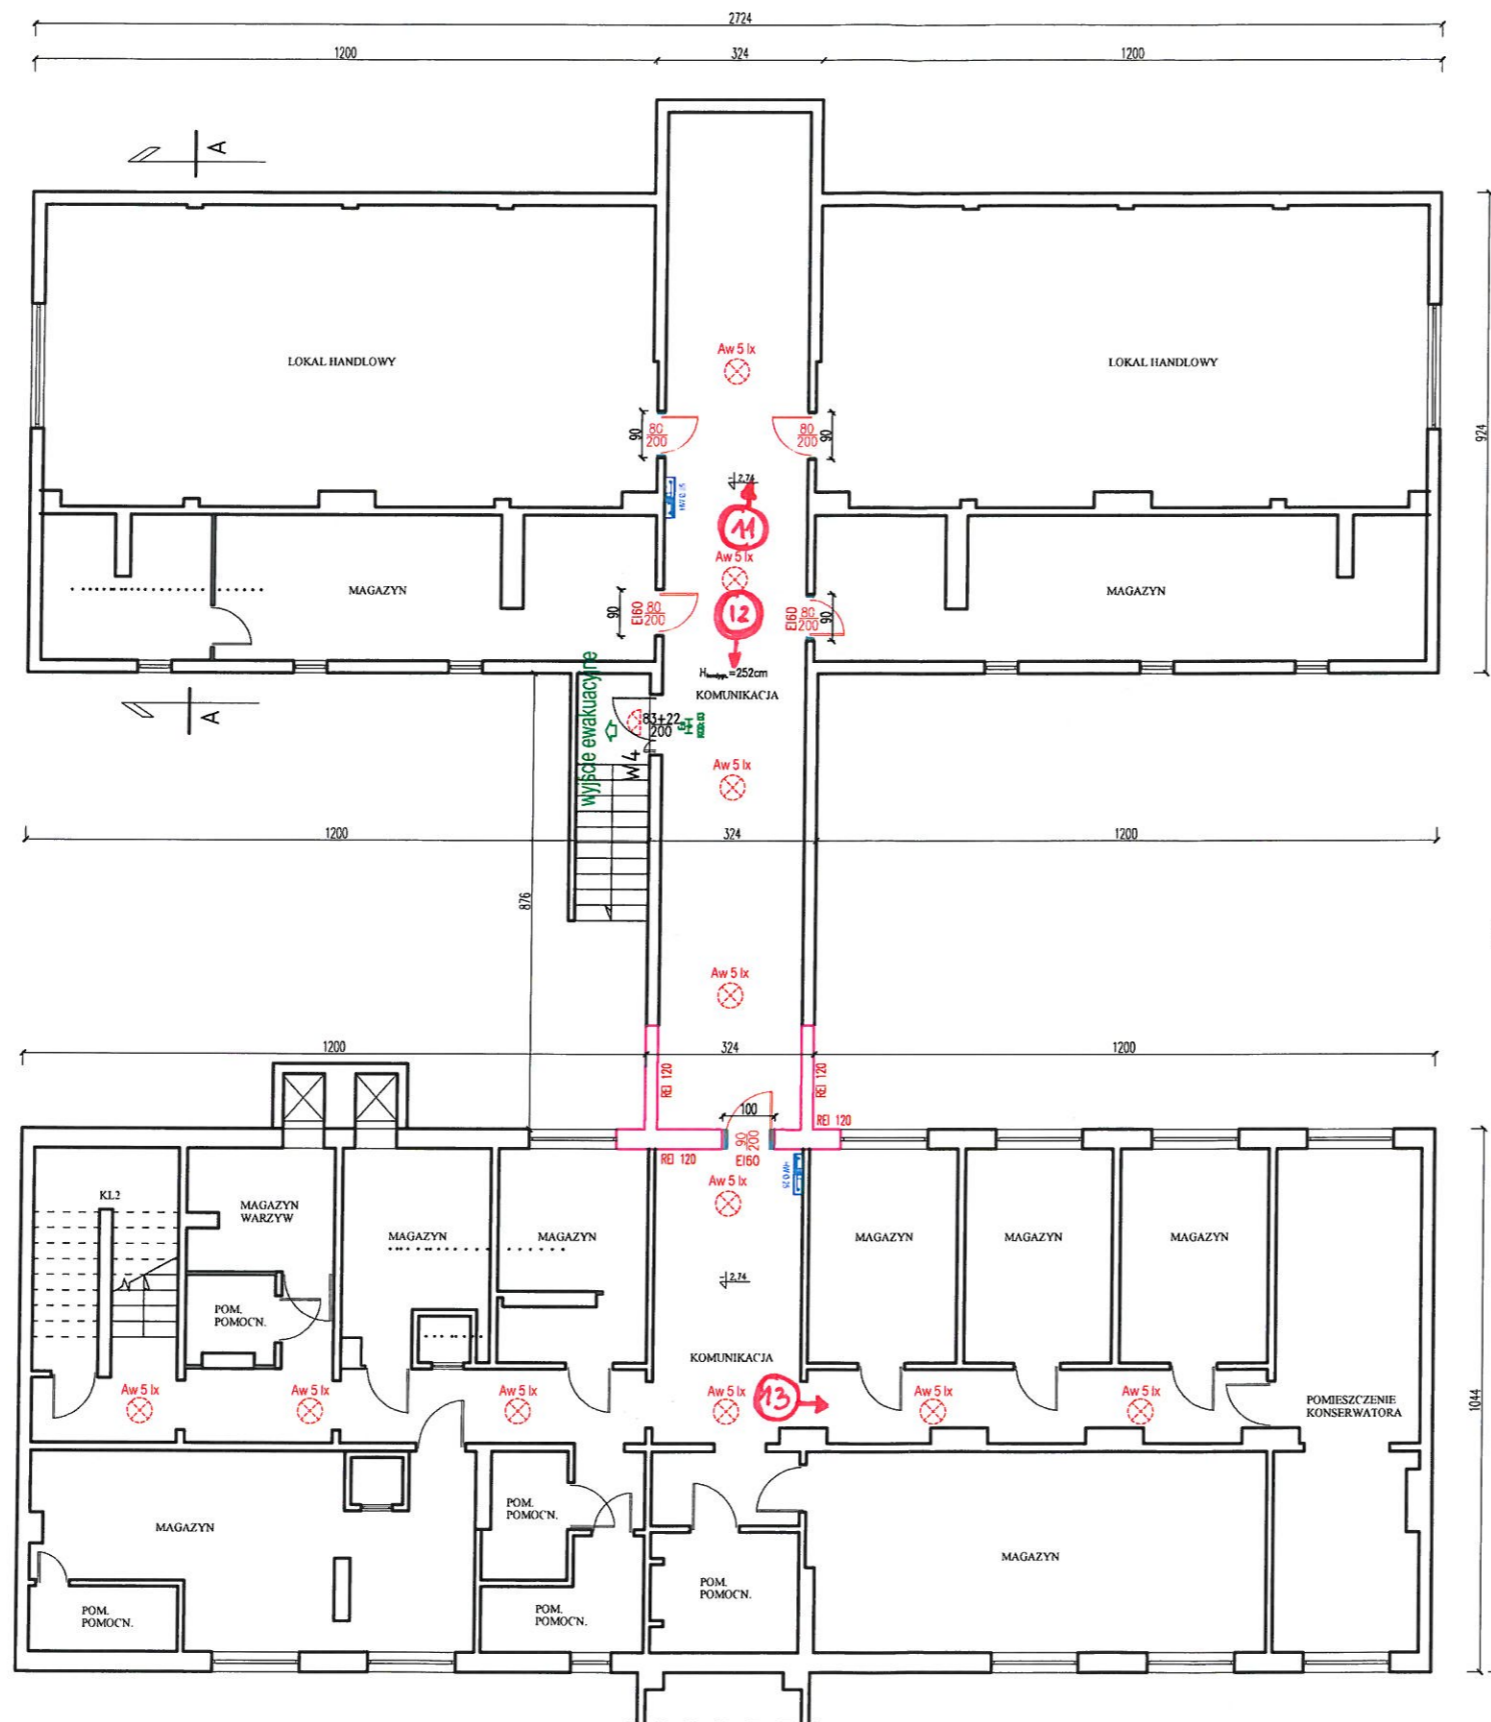 2724
1200
324
1200
A
LOKAL HANDLOWY
LOKAL HANDLOWY
Aw 5 lx
90
80
200
80
200
90
924
2,74
11
Aw 5 lx
MAGAZYN
MAGAZYN
90
EI60
80
200
12
EI60
80
200
90
=252cm
KOMUNIKACJA
A
wyjście ewakuacyjne
83+22
200
W4
Aw 5 lx
1200
324
1200
876
Aw 5 lx
1200
324
1200
REI 120
REI 120
100
REI 120
REI 120
90
200
EI60
Aw 5 lx
KL2
MAGAZYN
WARZYW
MAGAZYN
MAGAZYN
MAGAZYN
MAGAZYN
MAGAZYN
2,74
POM.
POMOCN.
KOMUNIKACJA
Aw 5 lx
Aw 5 lx
Aw 5 lx
Aw 5 lx
13
Aw 5 lx
Aw 5 lx
POMIESZCZENIE
KONSERWATORA
1044
MAGAZYN
POM.
POMOCN.
MAGAZYN
POM.
POMOCN.
POM.
POMOCN.
POM.
POMOCN.